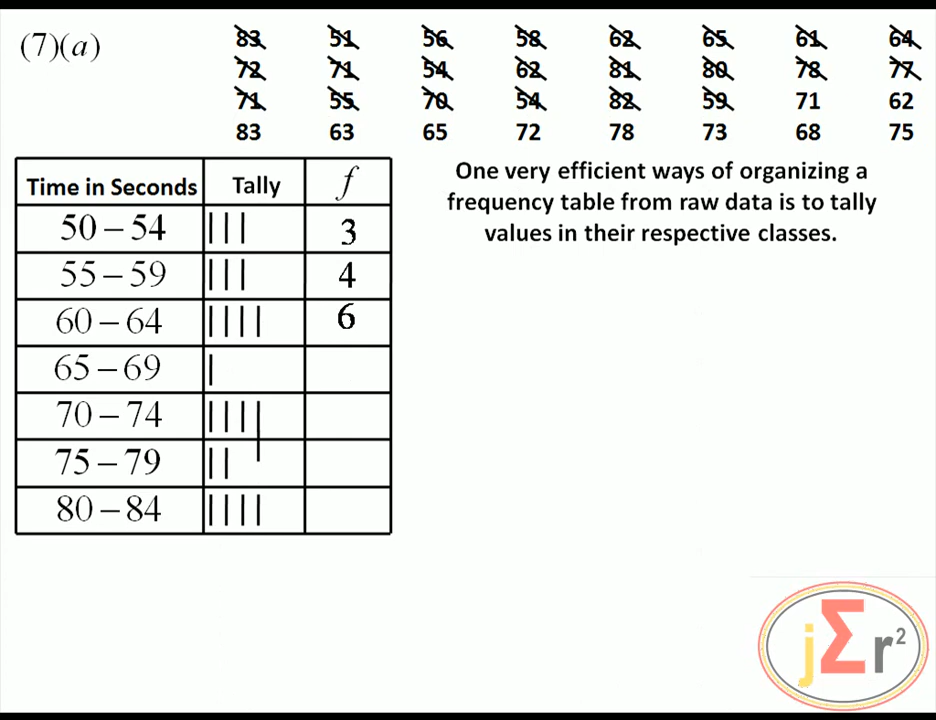 (7)(a)
83 51 56 58 62 65 61 64
72 71 54 62 81 80 78 77
71 55 70 54 82 59 71 62
83 63 65 72 78 73 68 75
One very efficient ways of organizing a
frequency table from raw data is to tally
values in their respective classes.
Time in Seconds Tally f
50 – 54 ||| 3
55 – 59 ||| 4
60 – 64 |||| 6
65 – 69 |
70 – 74 ||||
75 – 79 ||
80 – 84 ||||
jΣr²